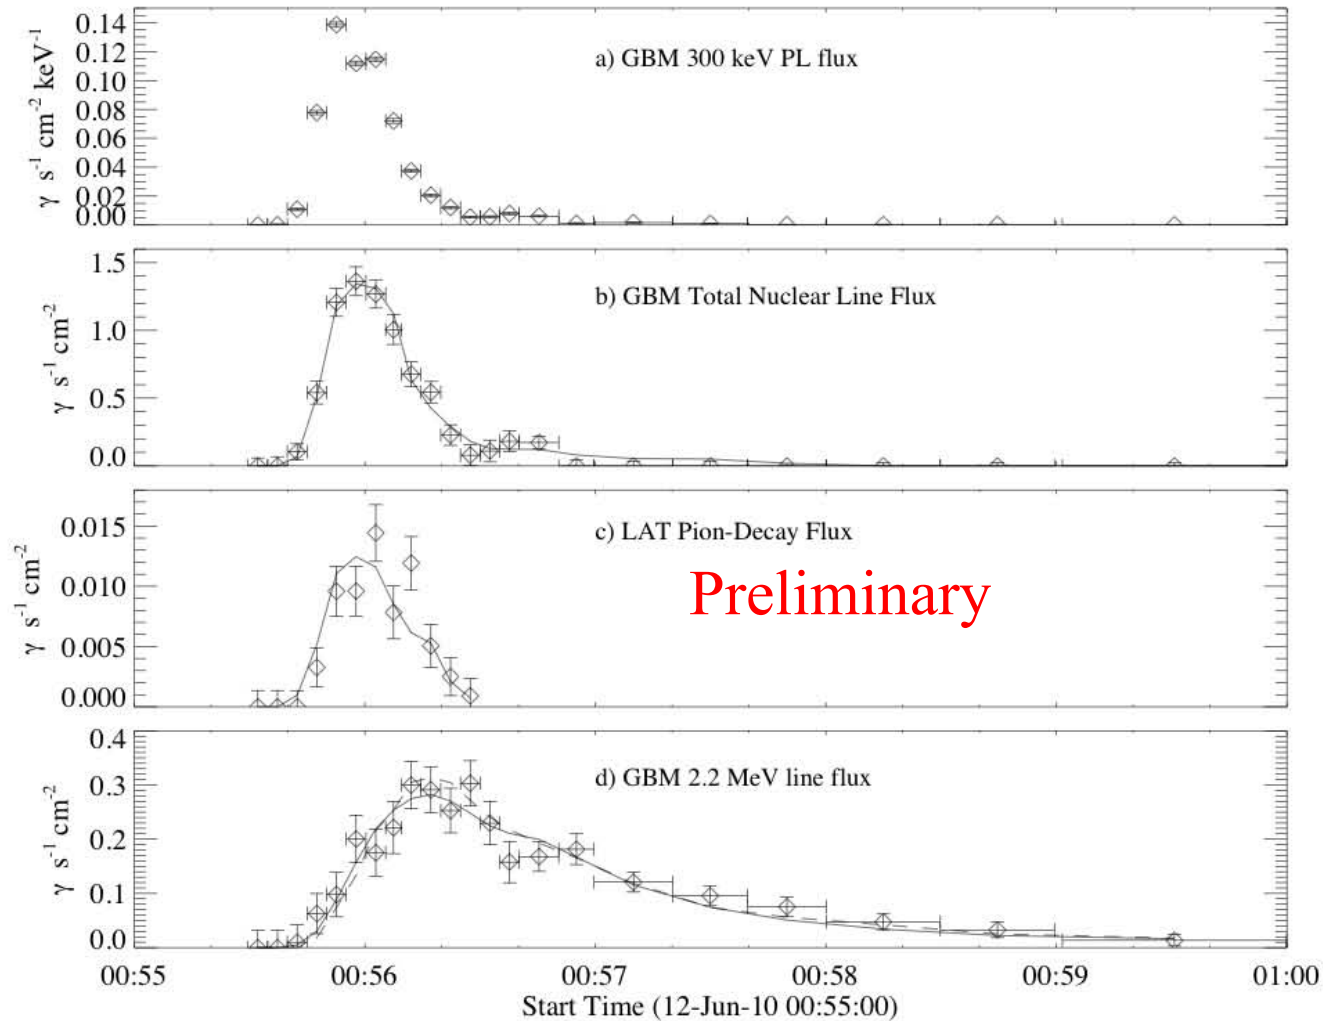 a) GBM 300 keV PL flux
γ s⁻¹ cm⁻² keV⁻¹
0.14
0.12
0.10
0.08
0.06
0.04
0.02
0.00
b) GBM Total Nuclear Line Flux
γ s⁻¹ cm⁻²
1.5
1.0
0.5
0.0
c) LAT Pion-Decay Flux
Preliminary
γ s⁻¹ cm⁻²
0.015
0.010
0.005
0.000
d) GBM 2.2 MeV line flux
γ s⁻¹ cm⁻²
0.4
0.3
0.2
0.1
0.0
00:55 00:56 00:57 00:58 00:59 01:00
Start Time (12-Jun-10 00:55:00)